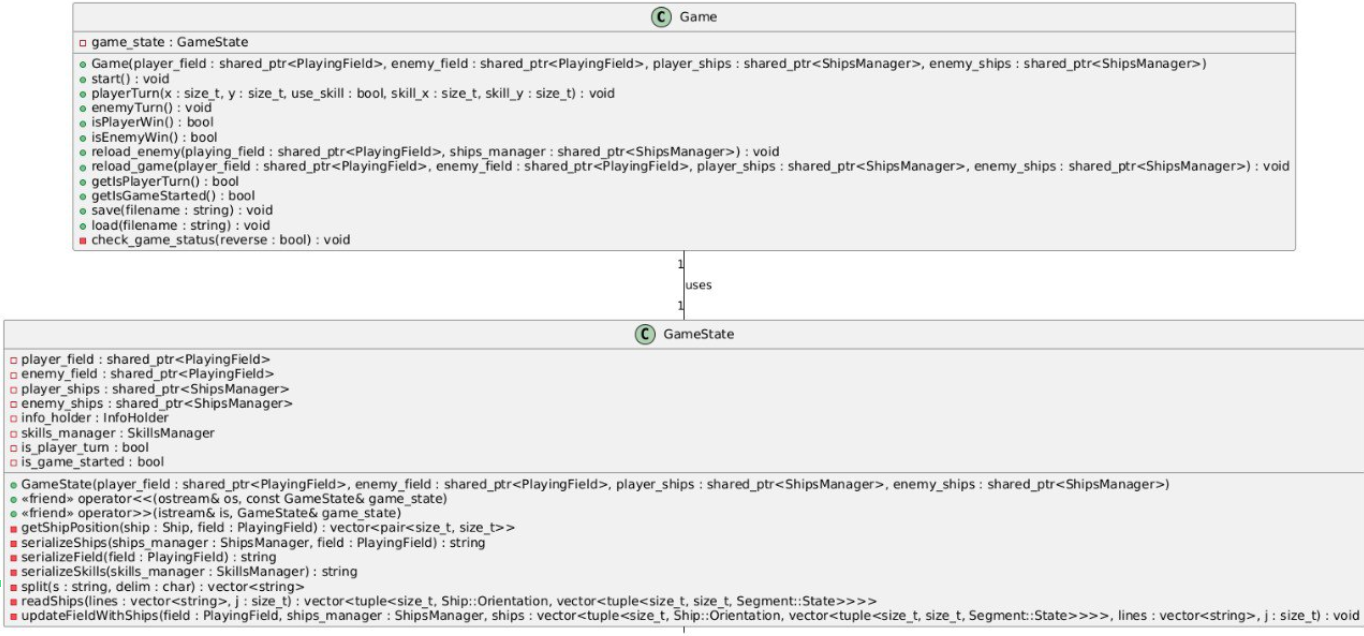 C Game
game_state : GameState
Game(player_field : shared_ptr<PlayingField>, enemy_field : shared_ptr<PlayingField>, player_ships : shared_ptr<ShipsManager>, enemy_ships : shared_ptr<ShipsManager>)
start() : void
playerTurn(x : size_t, y : size_t, use_skill : bool, skill_x : size_t, skill_y : size_t) : void
enemyTurn() : void
isPlayerWin() : bool
isEnemyWin() : bool
reload_enemy(playing_field : shared_ptr<PlayingField>, ships_manager : shared_ptr<ShipsManager>) : void
reload_game(player_field : shared_ptr<PlayingField>, enemy_field : shared_ptr<PlayingField>, player_ships : shared_ptr<ShipsManager>, enemy_ships : shared_ptr<ShipsManager>) : void
getIsPlayerTurn() : bool
getIsGameStarted() : bool
save(filename : string) : void
load(filename : string) : void
check_game_status(reverse : bool) : void
1
uses
1
C GameState
player_field : shared_ptr<PlayingField>
enemy_field : shared_ptr<PlayingField>
player_ships : shared_ptr<ShipsManager>
enemy_ships : shared_ptr<ShipsManager>
info_holder : InfoHolder
skills_manager : SkillsManager
is_player_turn : bool
is_game_started : bool
GameState(player_field : shared_ptr<PlayingField>, enemy_field : shared_ptr<PlayingField>, player_ships : shared_ptr<ShipsManager>, enemy_ships : shared_ptr<ShipsManager>)
«friend» operator<<(ostream& os, const GameState& game_state)
«friend» operator>>(istream& is, GameState& game_state)
getShipPosition(ship : Ship, field : PlayingField) : vector<pair<size_t, size_t>>
serializeShips(ships_manager : ShipsManager, field : PlayingField) : string
serializeField(field : PlayingField) : string
serializeSkills(skills_manager : SkillsManager) : string
split(s : string, delim : char) : vector<string>
readShips(lines : vector<string>, j : size_t) : vector<tuple<size_t, Ship::Orientation, vector<tuple<size_t, size_t, Segment::State>>>>
updateFieldWithShips(field : PlayingField, ships_manager : ShipsManager, ships : vector<tuple<size_t, Ship::Orientation, vector<tuple<size_t, size_t, Segment::State>>>>, lines : vector<string>, j : size_t) : void